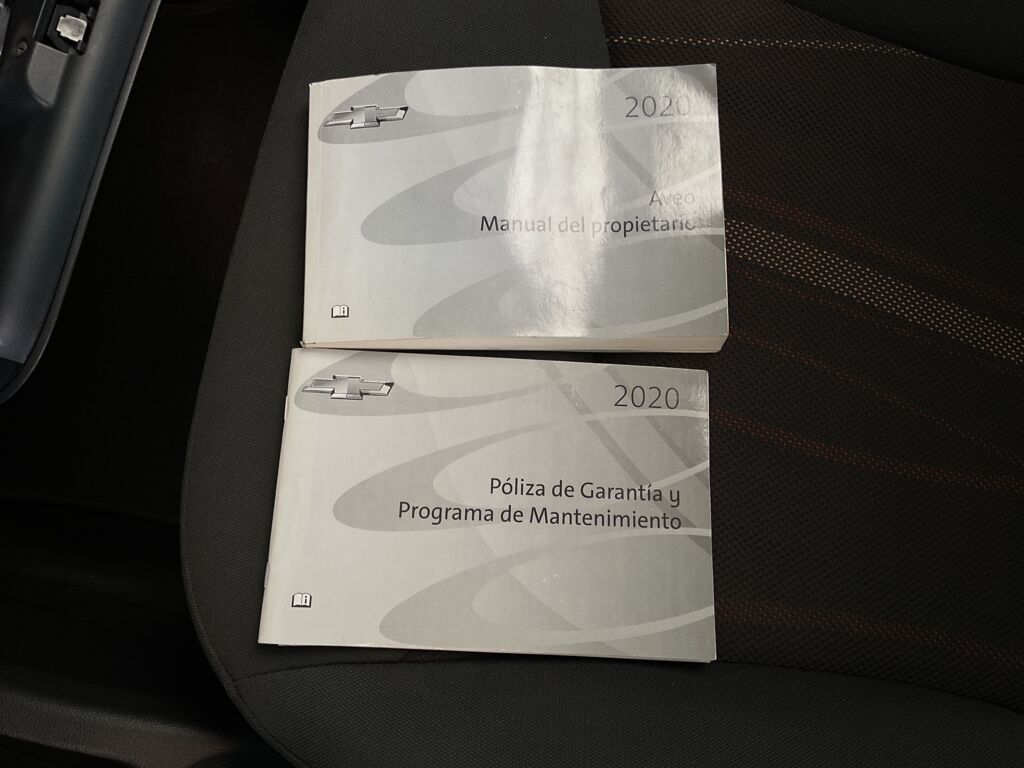 2020
Aveo
Manual del propietario
2020
Póliza de Garantía y
Programa de Mantenimiento